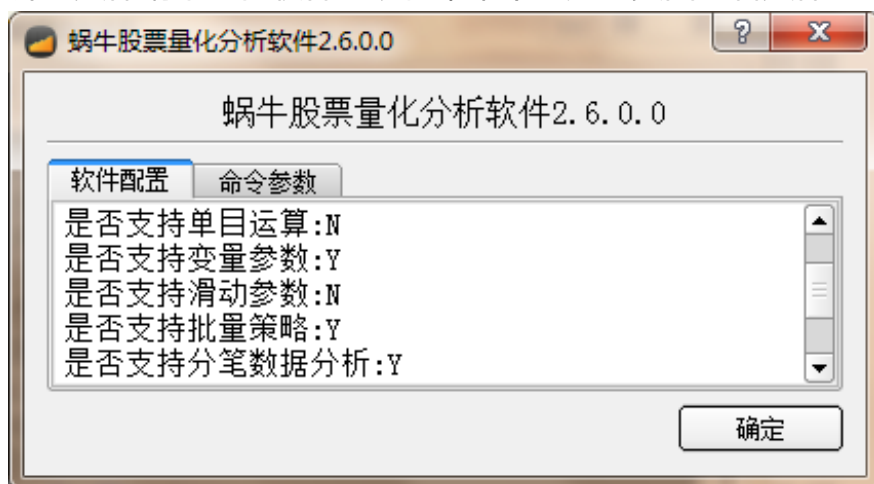 蜗牛股票量化分析软件2.6.0.0
蜗牛股票量化分析软件2.6.0.0
软件配置 命令参数
是否支持单目运算:N
是否支持变量参数:Y
是否支持滑动参数:N
是否支持批量策略:Y
是否支持分笔数据分析:Y
确定